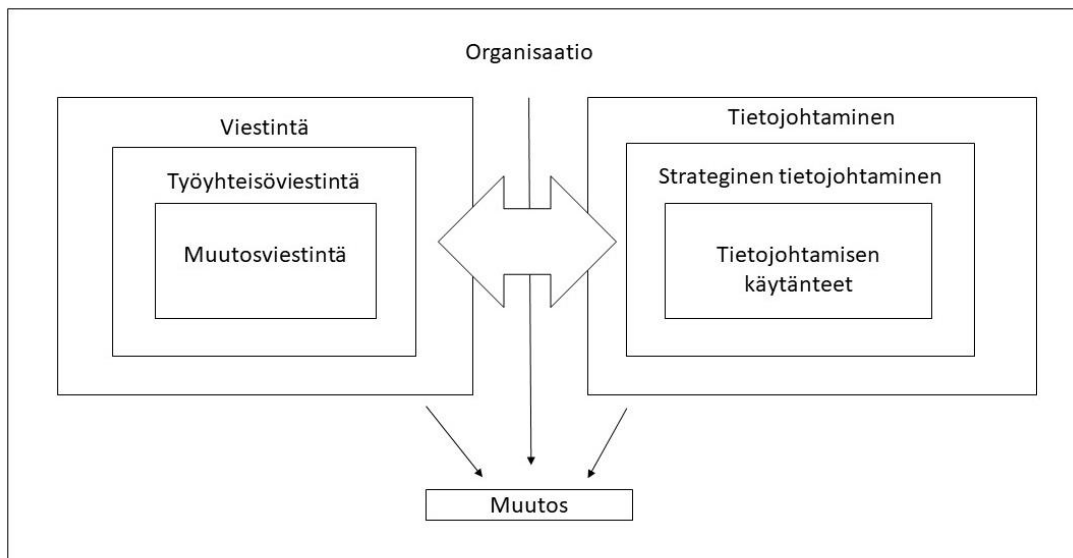 Organisaatio
Viestintä
Työyhteisöviestintä
Muutosviestintä
Tietojohtaminen
Strateginen tietojohtaminen
Tietojohtamisen
käytänteet
Muutos